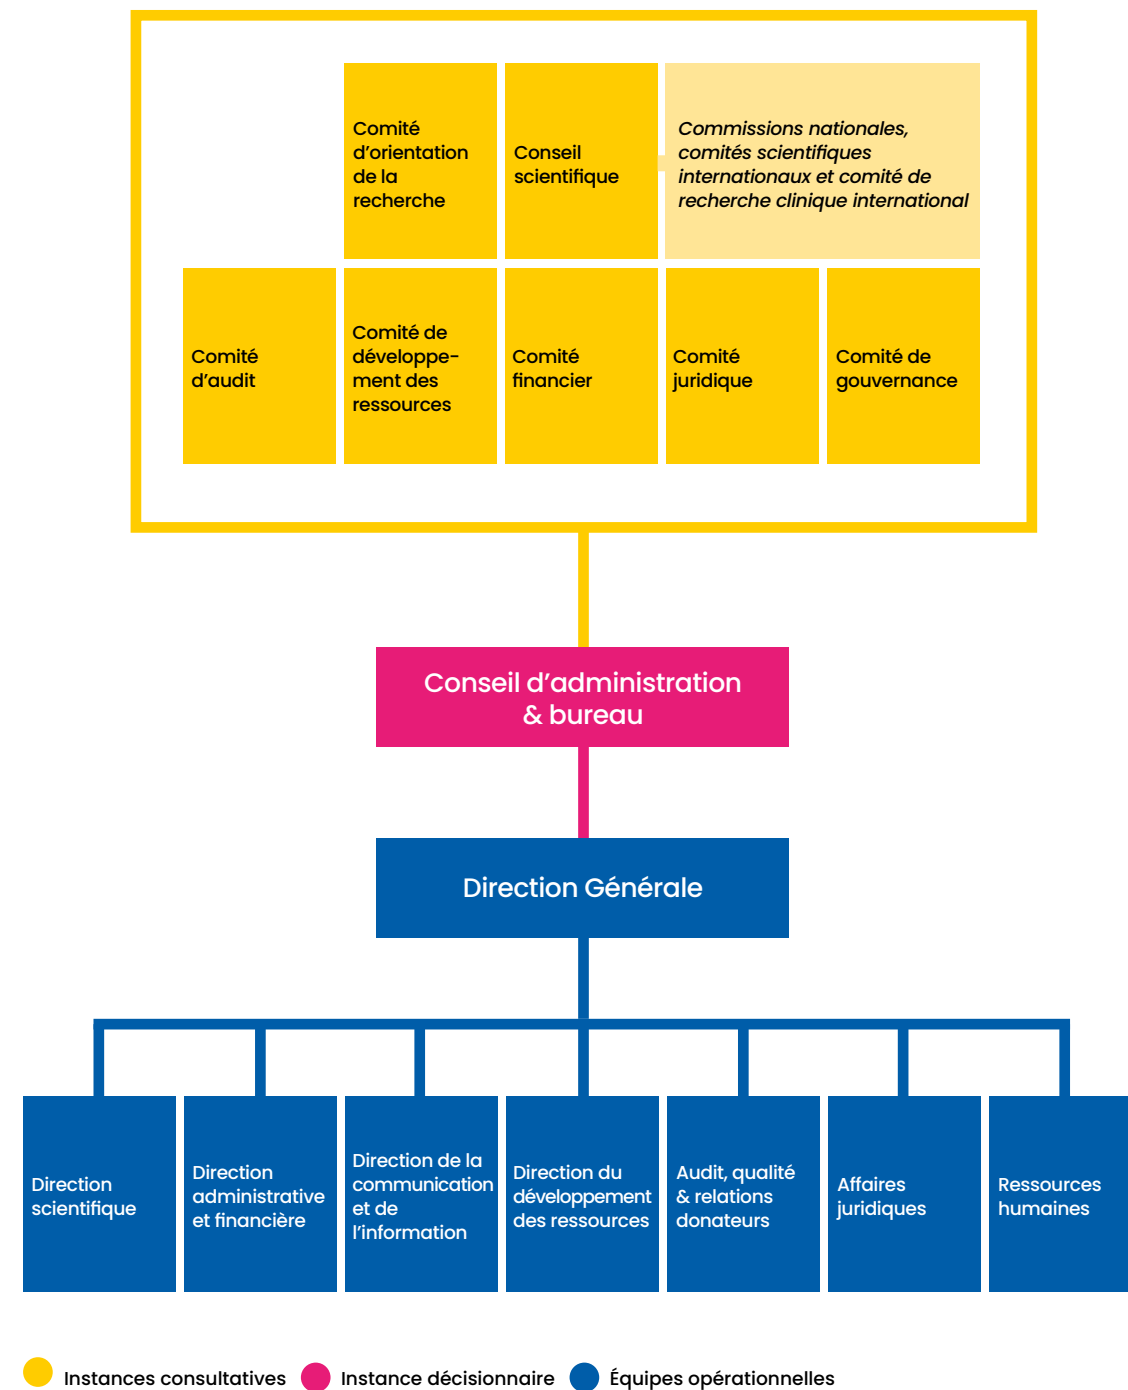 Comité
d'orientation
de la
recherche
Conseil
scientifique
Commissions nationales,
comités scientifiques
internationaux et comité de
recherche clinique international
Comité
d'audit
Comité de
développe-
ment des
ressources
Comité
financier
Comité
juridique
Comité de
gouvernance
Conseil d'administration
& bureau
Direction Générale
Direction
scientifique
Direction
administrative
et financière
Direction de la
communication
et de
l'information
Direction du
développement
des ressources
Audit, qualité
& relations
donateurs
Affaires
juridiques
Ressources
humaines
Instances consultatives
Instance décisionnaire
Équipes opérationnelles